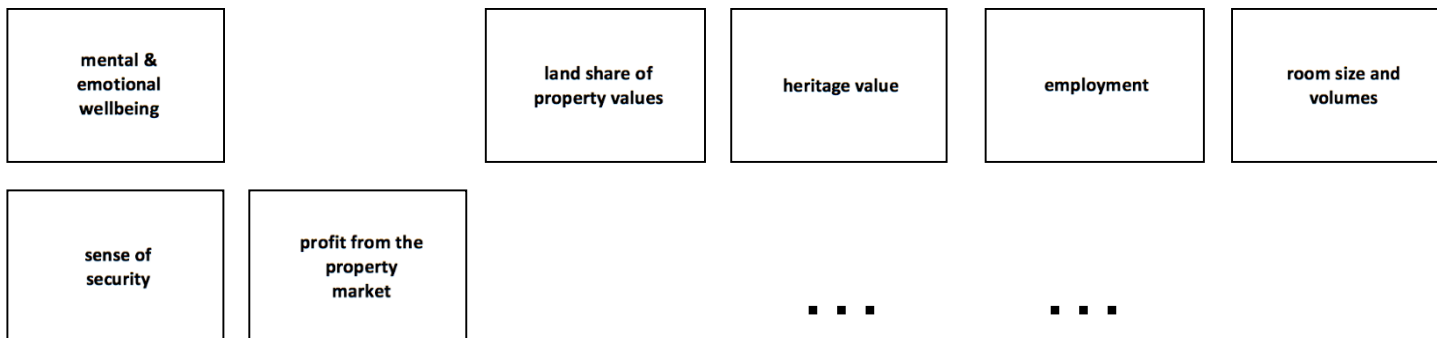 mental &
emotional
wellbeing
land share of
property values
heritage value
employment
room size and
volumes
sense of
security
profit from the
property
market
...
...